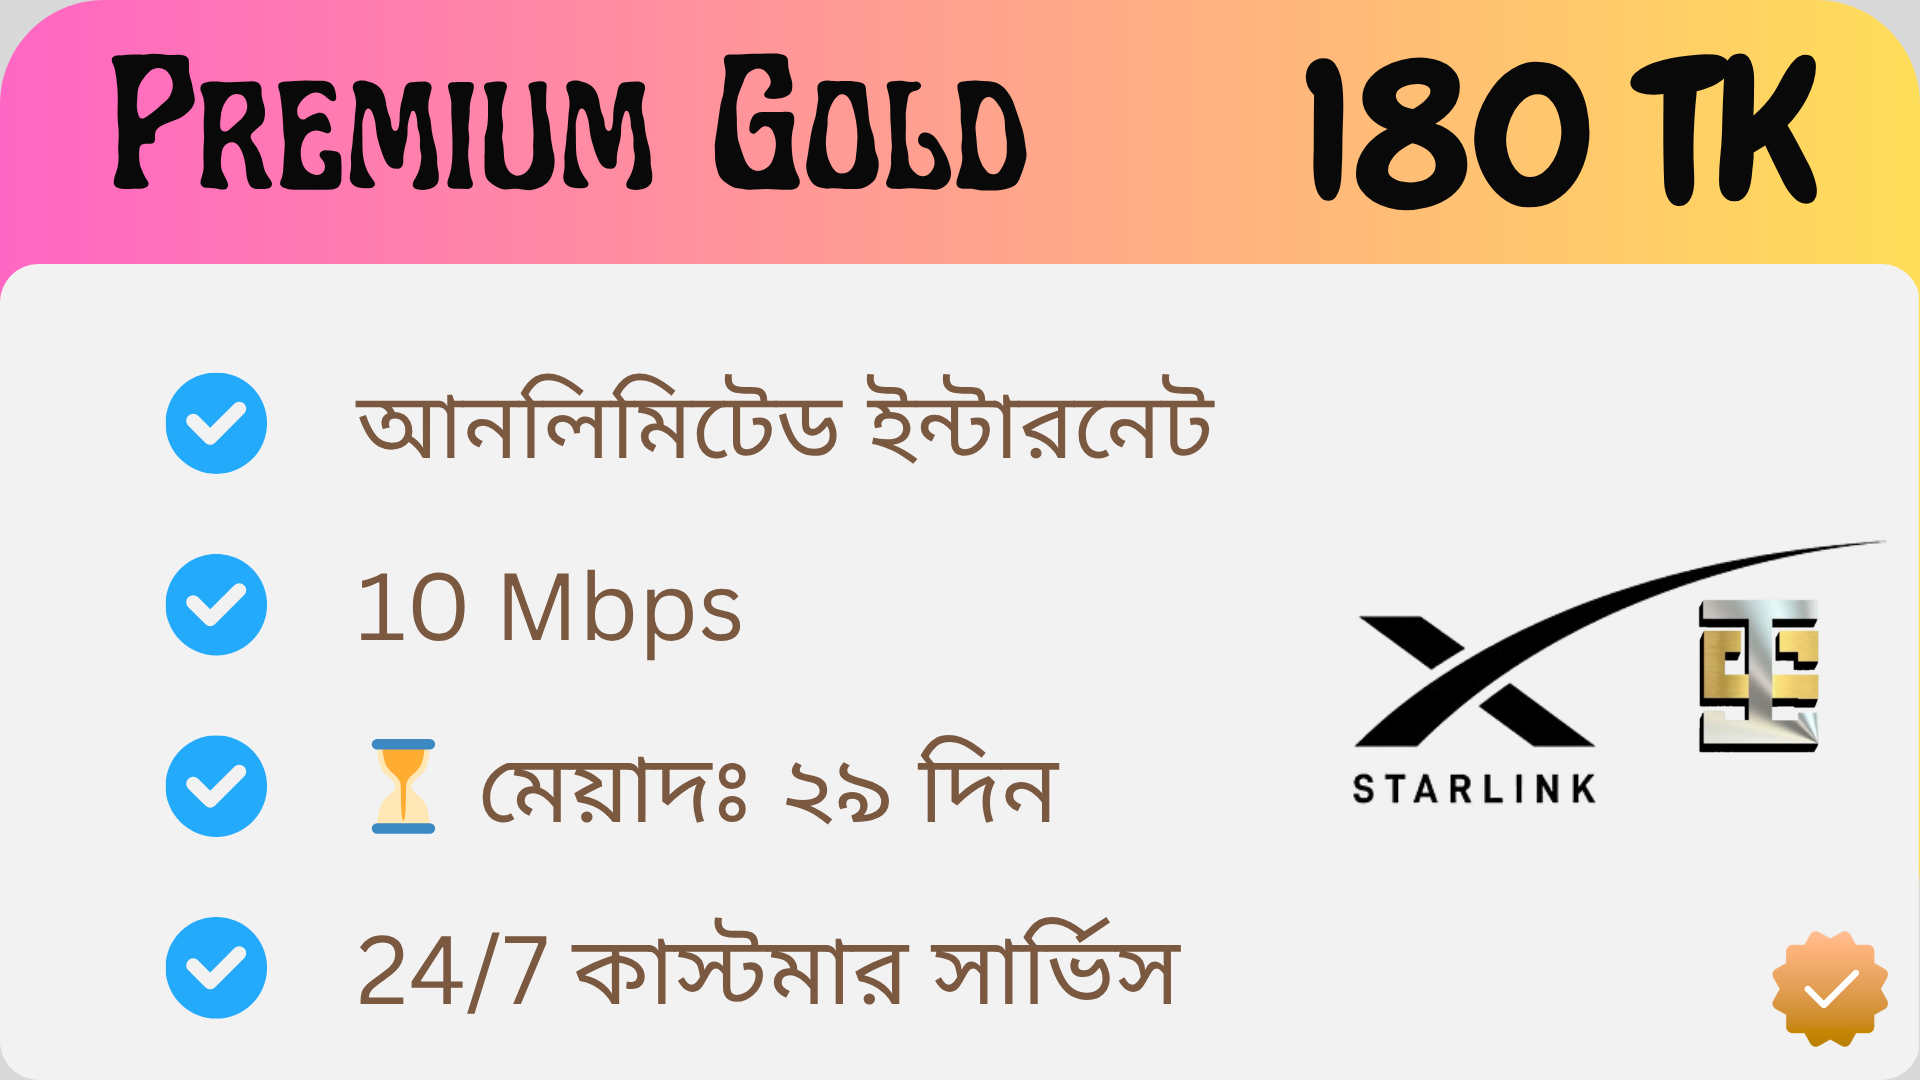 PREMIUM GOLD
180 TK
আনলিমিটেড ইন্টারনেট
10 Mbps
⏳ মেয়াদঃ ২৯ দিন
24/7 কাস্টমার সার্ভিস
STARLINK